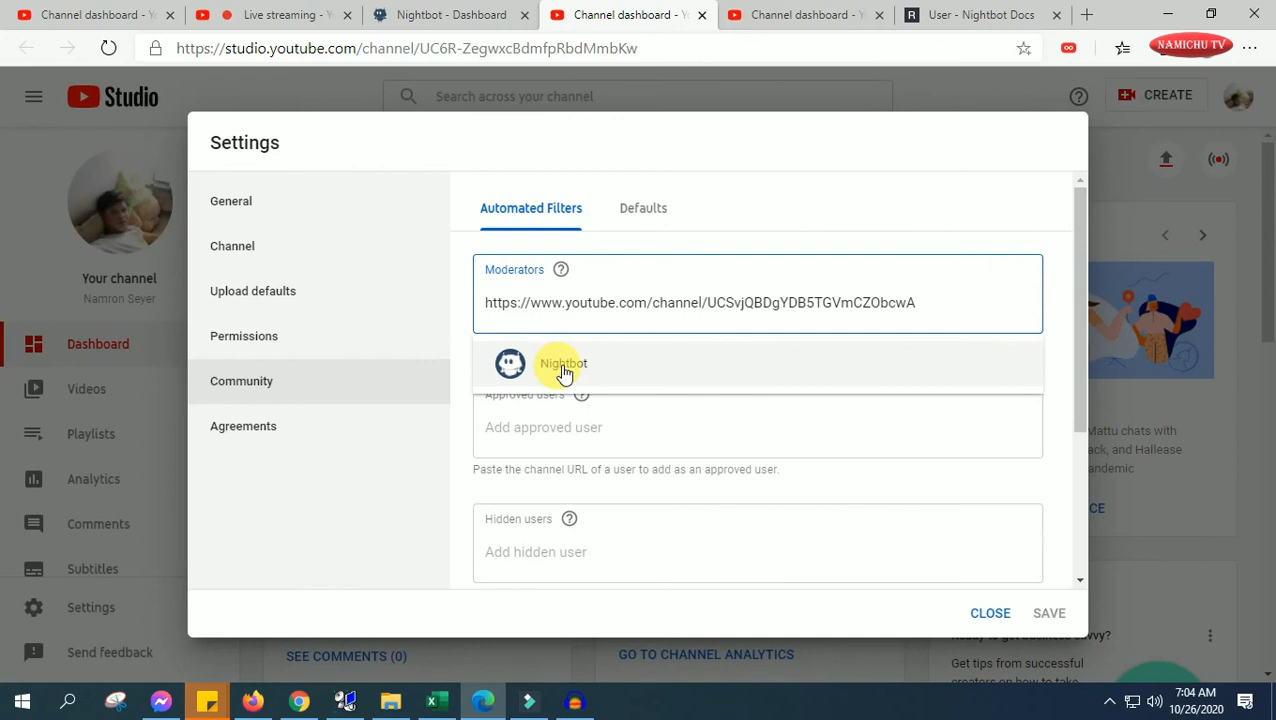 Channel dashboard - Yo
Live streaming - Y
Nightbot - Dashboard
Channel dashboard - Yo
Channel dashboard - Yo
User - Nightbot Docs
https://studio.youtube.com/channel/UC6R-ZegwxcBdmfpRbdMmbKw
NAMICHU TV
Studio
Search across your channel
CREATE
Settings
General
Channel
Upload defaults
Permissions
Community
Agreements
Automated Filters
Defaults
Moderators
https://www.youtube.com/channel/UCSvjQBDgYDB5TGVmCZObcwA
Nightbot
Approved users
Add approved user
Paste the channel URL of a user to add as an approved user.
Hidden users
Add hidden user
CLOSE
SAVE
Your channel
Namron Seyer
Dashboard
Videos
Playlists
Analytics
Comments
Subtitles
Settings
Send feedback
SEE COMMENTS (0)
GO TO CHANNEL ANALYTICS
Mattu chats with
ack, and Hallease
andemic
CE
Ready to get business savvy?
Get tips from successful
creators on how to take
7:04 AM
10/26/2020